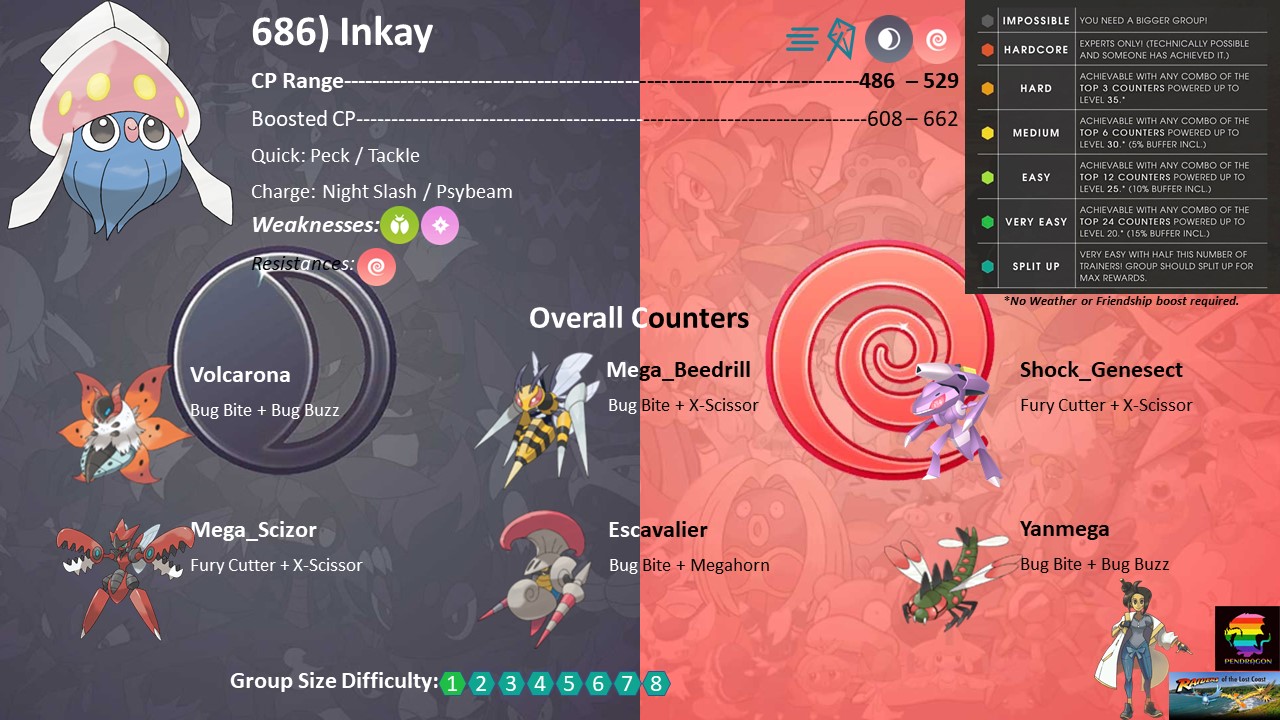 686) Inkay
CP Range---486 – 529
Boosted CP---608 – 662
Quick: Peck / Tackle
Charge: Night Slash / Psybeam
Weaknesses:
Resistances:
IMPOSSIBLE YOU NEED A BIGGER GROUP!
HARDCORE EXPERTS ONLY! (TECHNICALLY POSSIBLE
AND SOMEONE HAS ACHIEVED IT.)
HARD ACHIEVABLE WITH ANY COMBO OF THE
TOP 3 COUNTERS POWERED UP TO
LEVEL 35.*
MEDIUM ACHIEVABLE WITH ANY COMBO OF THE
TOP 6 COUNTERS POWERED UP TO
LEVEL 30.* (5% BUFFER INCL.)
EASY ACHIEVABLE WITH ANY COMBO OF THE
TOP 12 COUNTERS POWERED UP TO
LEVEL 25.* (10% BUFFER INCL.)
VERY EASY ACHIEVABLE WITH ANY COMBO OF THE
TOP 24 COUNTERS POWERED UP TO
LEVEL 20.* (15% BUFFER INCL.)
SPLIT UP VERY EASY WITH HALF THIS NUMBER OF
TRAINERS! GROUP SHOULD SPLIT UP FOR
MAX REWARDS.
*No Weather or Friendship boost required.
Overall Counters
Volcarona
Bug Bite + Bug Buzz
Mega_Beedrill
Bug Bite + X-Scissor
Shock_Genesect
Fury Cutter + X-Scissor
Mega_Scizor
Fury Cutter + X-Scissor
Escavalier
Bug Bite + Megahorn
Yanmega
Bug Bite + Bug Buzz
Group Size Difficulty: 1 2 3 4 5 6 7 8
PENDRAGON
RAIDERS of the Lost Coast